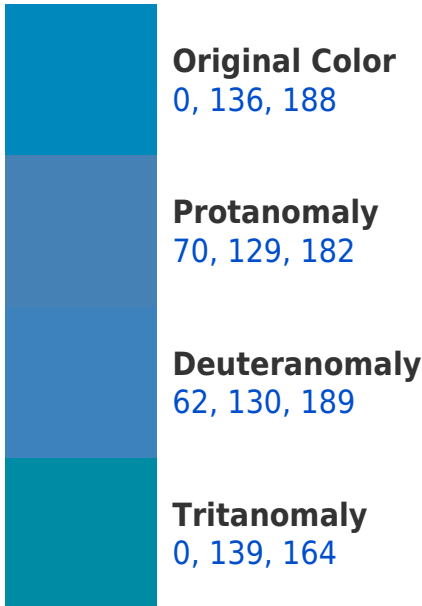 Original Color
0, 136, 188
Protanomaly
70, 129, 182
Deuteranomaly
62, 130, 189
Tritanomaly
0, 139, 164